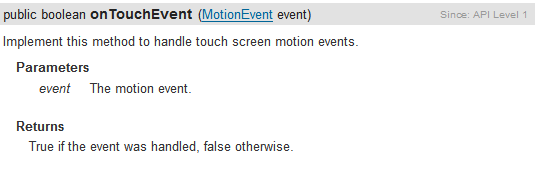 public boolean onTouchEvent (MotionEvent event) Since: API Level 1
Implement this method to handle touch screen motion events.
Parameters
event The motion event.
Returns
True if the event was handled, false otherwise.